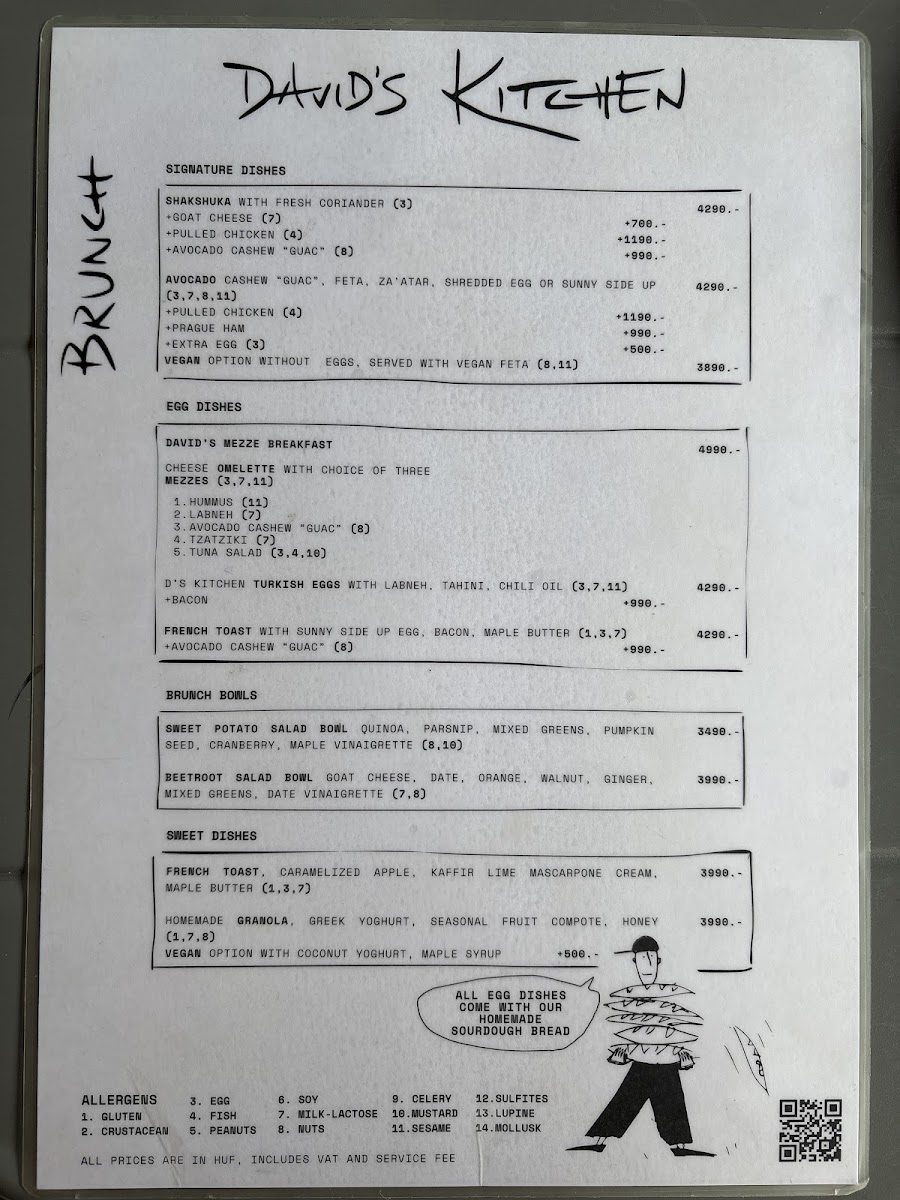 DAVID'S KITCHEN
BRUNCH
SIGNATURE DISHES
SHAKSHUKA WITH FRESH CORIANDER (3) 4290.-
+GOAT CHEESE (7) +700.-
+PULLED CHICKEN (4) +1190.-
+AVOCADO CASHEW "GUAC" (8) +990.-
AVOCADO CASHEW "GUAC", FETA, ZA'ATAR, SHREDDED EGG OR SUNNY SIDE UP 4290.-
(3,7,8,11)
+PULLED CHICKEN (4) +1190.-
+PRAGUE HAM +990.-
+EXTRA EGG (3) +500.-
VEGAN OPTION WITHOUT EGGS, SERVED WITH VEGAN FETA (8,11) 3890.-
EGG DISHES
DAVID'S MEZZE BREAKFAST 4990.-
CHEESE OMELETTE WITH CHOICE OF THREE
MEZZES (3,7,11)
1.HUMMUS (11)
2.LABNEH (7)
3.AVOCADO CASHEW "GUAC" (8)
4.TZATZIKI (7)
5.TUNA SALAD (3,4,10)
D'S KITCHEN TURKISH EGGS WITH LABNEH, TAHINI, CHILI OIL (3,7,11) 4290.-
+BACON +990.-
FRENCH TOAST WITH SUNNY SIDE UP EGG, BACON, MAPLE BUTTER (1,3,7) 4290.-
+AVOCADO CASHEW "GUAC" (8) +990.-
BRUNCH BOWLS
SWEET POTATO SALAD BOWL QUINOA, PARSNIP, MIXED GREENS, PUMPKIN 3490.-
SEED, CRANBERRY, MAPLE VINAIGRETTE (8,10)
BEETROOT SALAD BOWL GOAT CHEESE, DATE, ORANGE, WALNUT, GINGER, 3990.-
MIXED GREENS, DATE VINAIGRETTE (7,8)
SWEET DISHES
FRENCH TOAST, CARAMELIZED APPLE, KAFFIR LIME MASCARPONE CREAM, 3990.-
MAPLE BUTTER (1,3,7)
HOMEMADE GRANOLA, GREEK YOGHURT, SEASONAL FRUIT COMPOTE, HONEY 3990.-
(1,7,8)
VEGAN OPTION WITH COCONUT YOGHURT, MAPLE SYRUP +500.-
ALL EGG DISHES
COME WITH OUR
HOMEMADE
SOURDOUGH BREAD
ALLERGENS 3. EGG 6. SOY 9. CELERY 12.SULFITES
1. GLUTEN 4. FISH 7. MILK-LACTOSE 10.MUSTARD 13.LUPINE
2. CRUSTACEAN 5. PEANUTS 8. NUTS 11.SESAME 14.MOLLUSK
ALL PRICES ARE IN HUF, INCLUDES VAT AND SERVICE FEE